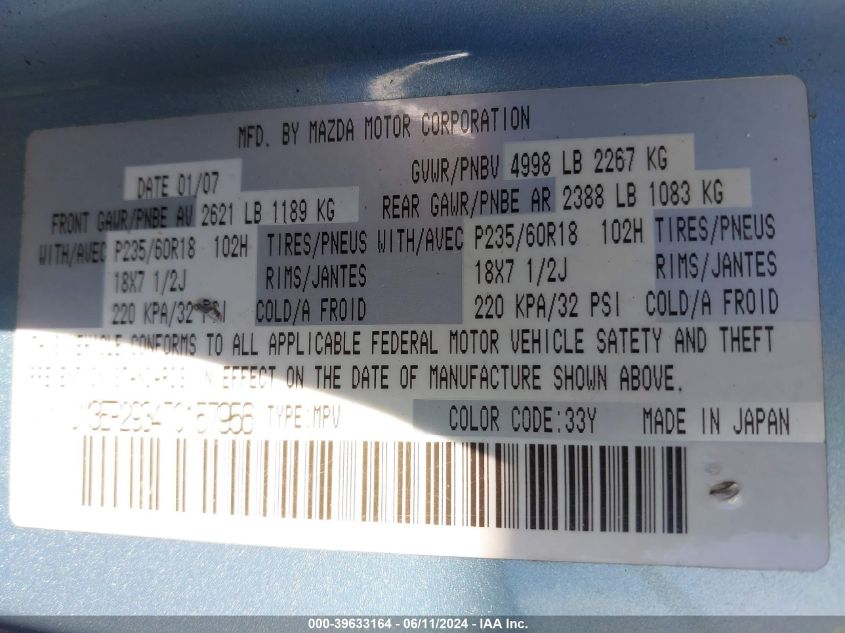 MFD. BY MAZDA MOTOR CORPORATION
DATE 01/07 GVWR/PNBV 4998 LB 2267 KG
FRONT GAWR/PNBE AV 2621 LB 1189 KG REAR GAWR/PNBE AR 2388 LB 1083 KG
WITH/AVEC P235/60R18 102H TIRES/PNEUS WITH/AVEC P235/60R18 102H TIRES/PNEUS
18X7 1/2J RIMS/JANTES 18X7 1/2J RIMS/JANTES
220 KPA/32 PSI COLD/A FROID 220 KPA/32 PSI COLD/A FROID
VEHICLE CONFORMS TO ALL APPLICABLE FEDERAL MOTOR VEHICLE SATETY AND THEFT
IN EFFECT ON THE DATE OF MANUFACTURE SHOWN ABOVE.
TYPE:MPV COLOR CODE:33Y MADE IN JAPAN
000-39633164 - 06/11/2024 - IAA Inc.